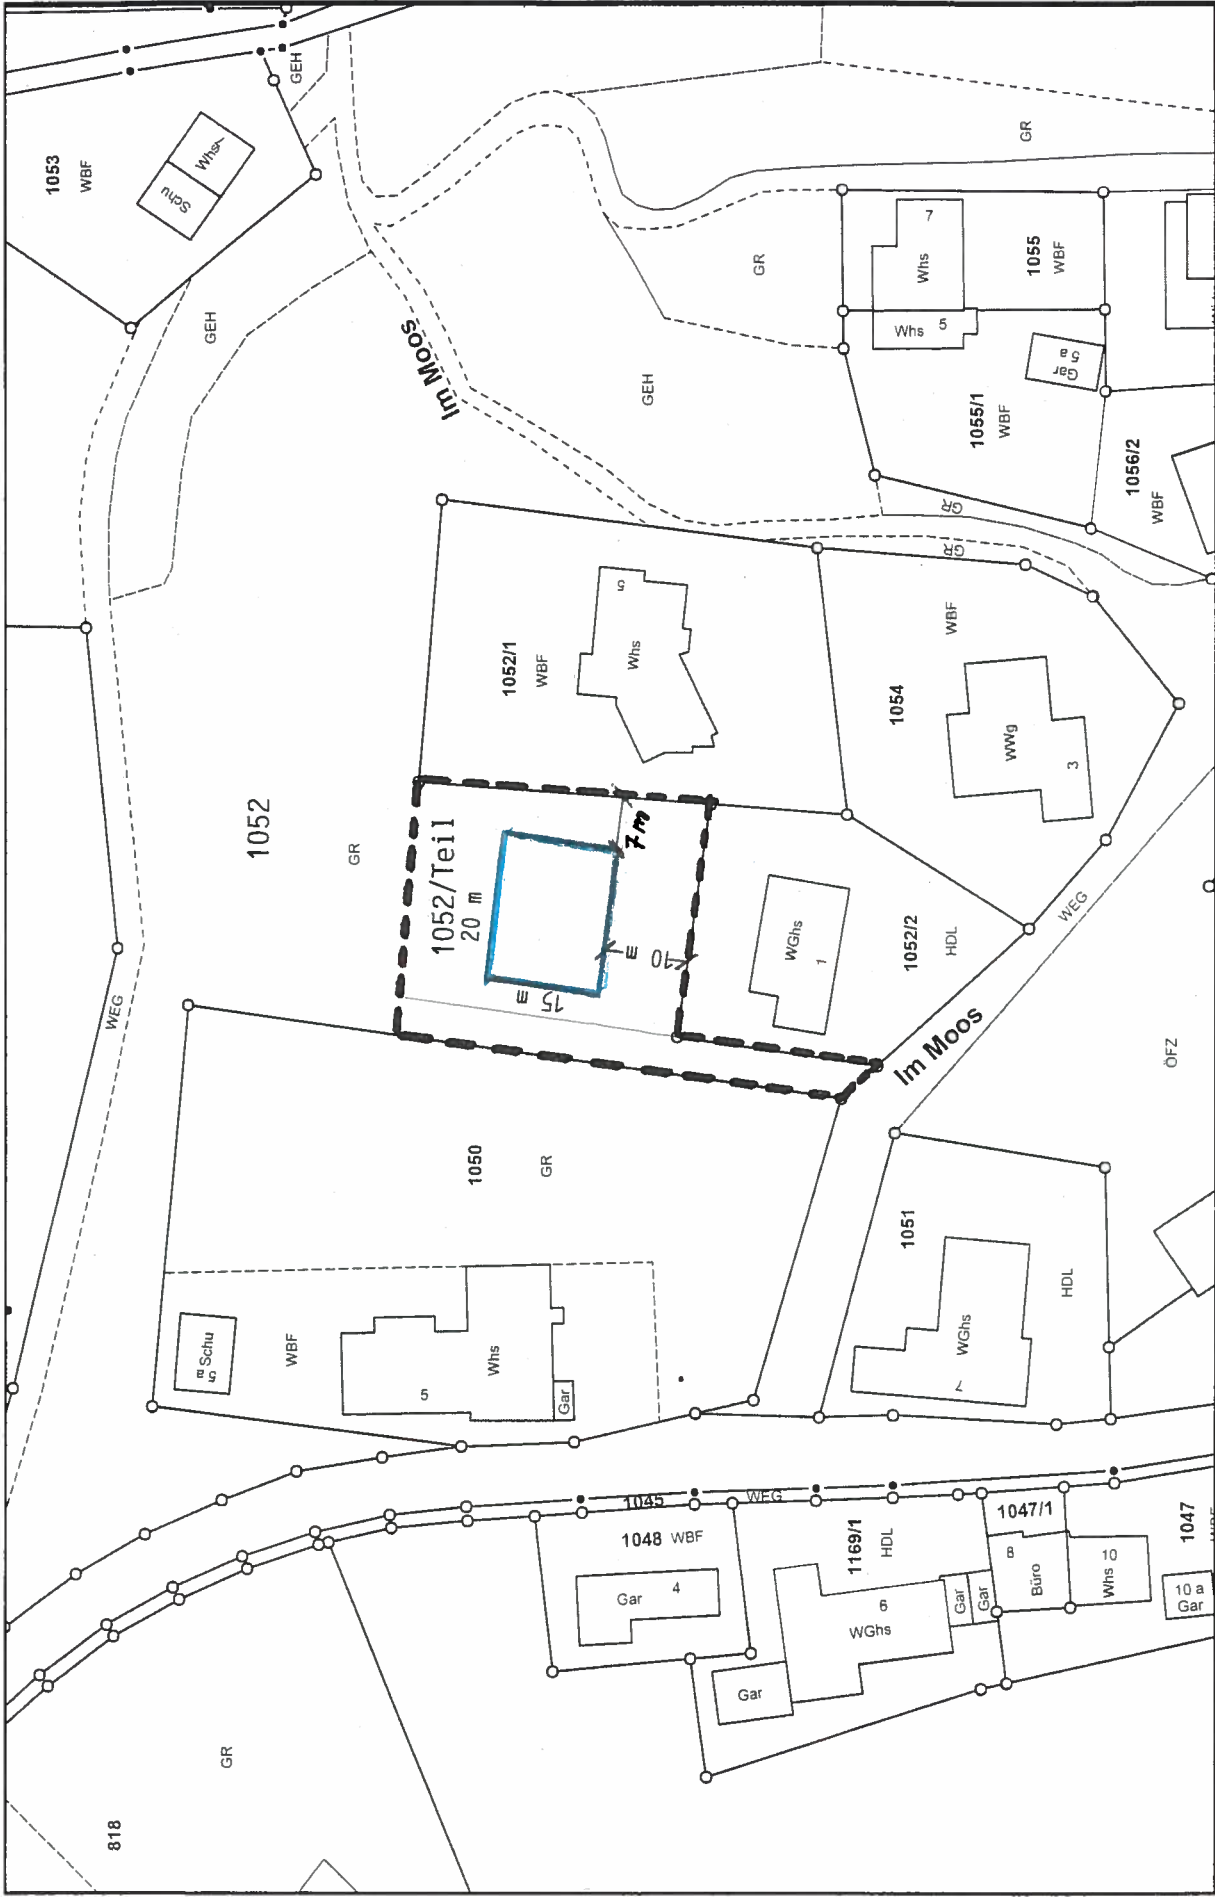 1053
WBF
Schu
Whs
7
GEH
GEH
Im Moos
GR
GR
GEH
7
Whs
Whs 5
1055
WBF
Gar
5 a
1055/1
WBF
1056/2
WBF
GR
GR
1052/1
WBF
5
Whs
WBF
1054
WWg
3
1052
GR
1052/Teil
20 m
15 m
7 m
10 m
WGhs
1
1052/2
HDL
WEG
Im Moos
ÖFZ
WEG
1050
GR
1051
HDL
WGhs
7
Schu
5 a
WBF
5
Whs
Gar
1045
WEG
1048 WBF
Gar
4
1169/1
HDL
6
WGhs
Gar
Gar
Gar
1047/1
8
Büro
10
Whs
1047
WBF
10 a
Gar
GR
818